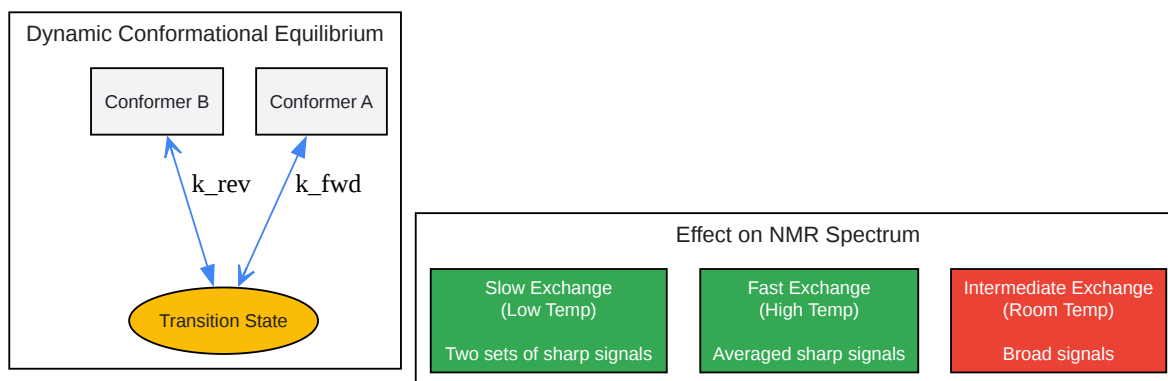 Dynamic Conformational Equilibrium
Conformer B
Conformer A
k_rev
k_fwd
Transition State
Effect on NMR Spectrum
Slow Exchange
(Low Temp)
Two sets of sharp signals
Fast Exchange
(High Temp)
Averaged sharp signals
Intermediate Exchange
(Room Temp)
Broad signals